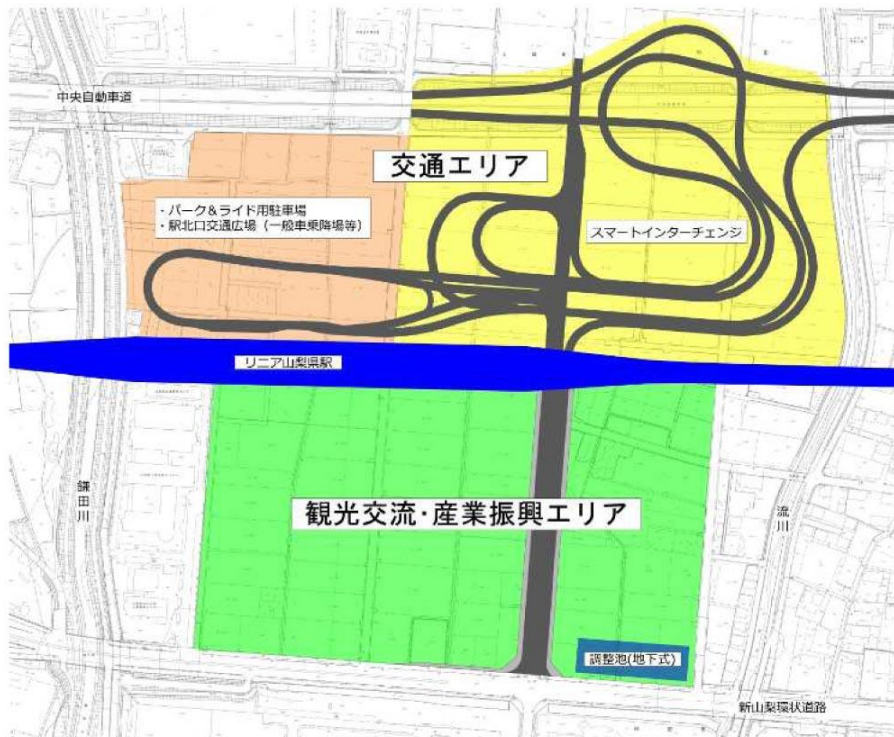 中央自動車道
交通エリア
・パーク&ライド用駐車場
・駅北口交通広場（一般車乗降場等）
スマートインターチェンジ
リニア山梨県駅
観光交流・産業振興エリア
鎌田川
流川
調整池(地下式)
新山梨環状道路